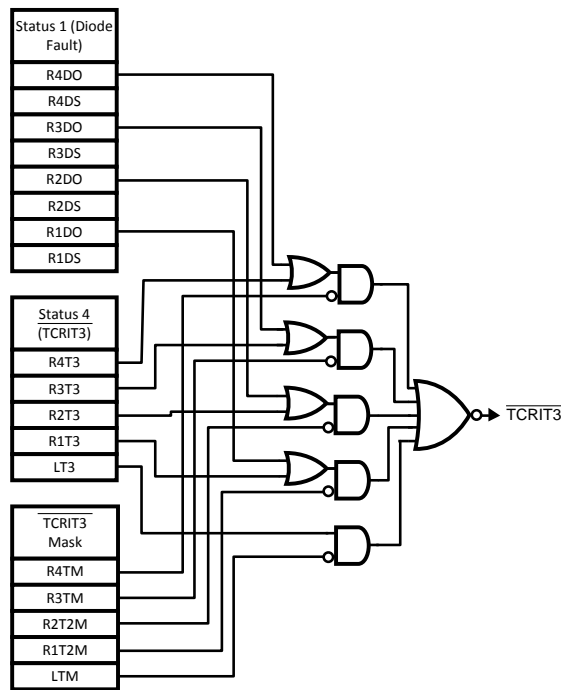 Status 1 (Diode
Fault)
R4DO
R4DS
R3DO
R3DS
R2DO
R2DS
R1DO
R1DS
Status 4
(TCRIT3)
R4T3
R3T3
R2T3
R1T3
LT3
TCRIT3
Mask
R4TM
R3TM
R2T2M
R1T2M
LTM
TCRIT3